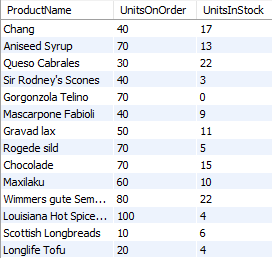 ProductName UnitsOnOrder UnitsInStock
Chang 40 17
Aniseed Syrup 70 13
Queso Cabrales 30 22
Sir Rodney's Scones 40 3
Gorgonzola Telino 70 0
Mascarpone Fabioli 40 9
Gravad lax 50 11
Rogede sild 70 5
Chocolade 70 15
Maxilaku 60 10
Wimmers gute Sem... 80 22
Louisiana Hot Spice... 100 4
Scottish Longbreads 10 6
Longlife Tofu 20 4